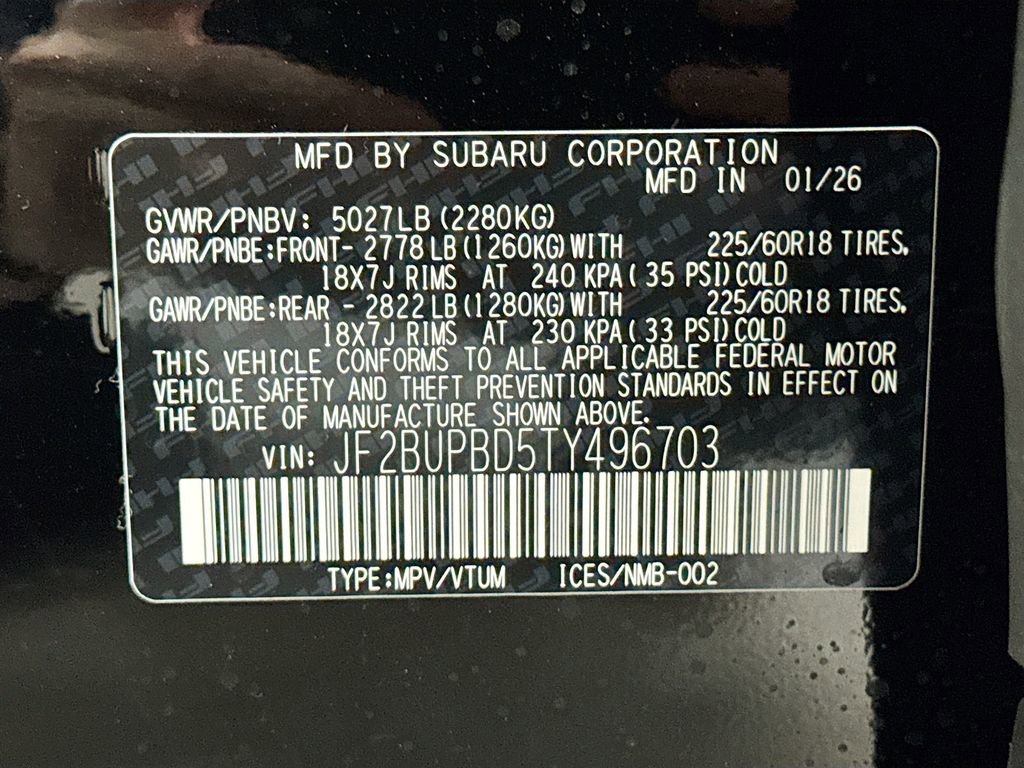 MFD BY SUBARU CORPORATION
MFD IN 01/26
GVWR/PNBV: 5027LB (2280KG)
GAWR/PNBE:FRONT- 2778 LB (1260KG) WITH 225/60R18 TIRES,
18X7J RIMS AT 240 KPA ( 35 PSI) COLD
GAWR/PNBE:REAR - 2822 LB (1280KG) WITH 225/60R18 TIRES,
18X7J RIMS AT 230 KPA ( 33 PSI) COLD
THIS VEHICLE CONFORMS TO ALL APPLICABLE FEDERAL MOTOR
VEHICLE SAFETY AND THEFT PREVENTION STANDARDS IN EFFECT ON
THE DATE OF MANUFACTURE SHOWN ABOVE.
VIN: JF2BUPBD5TY496703
TYPE:MPV/VTUM ICES/NMB-002